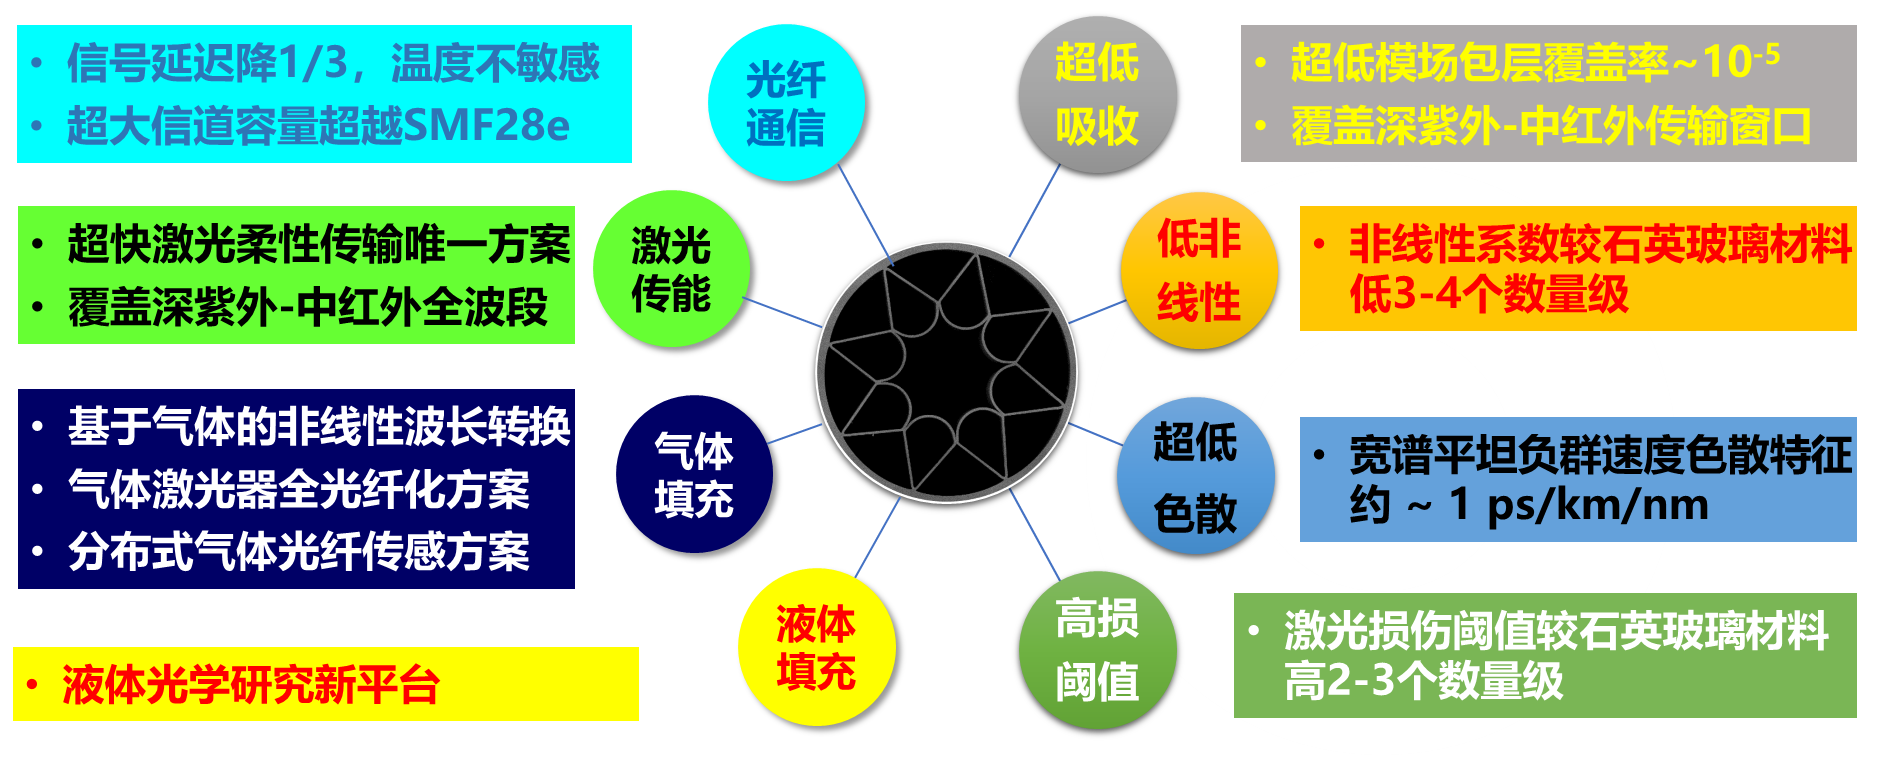 • 信号延迟降1/3，温度不敏感
• 超大信道容量超越SMF28e
光纤
通信
超低
吸收
• 超低模场包层覆盖率~10⁻⁵
• 覆盖深紫外-中红外传输窗口
• 超快激光柔性传输唯一方案
• 覆盖深紫外-中红外全波段
激光
传能
低非
线性
• 非线性系数较石英玻璃材料
低3-4个数量级
• 基于气体的非线性波长转换
• 气体激光器全光纤化方案
• 分布式气体光纤传感方案
气体
填充
超低
色散
• 宽谱平坦负群速度色散特征
约 ~ 1 ps/km/nm
• 液体光学研究新平台
液体
填充
高损
阈值
• 激光损伤阈值较石英玻璃材料
高2-3个数量级